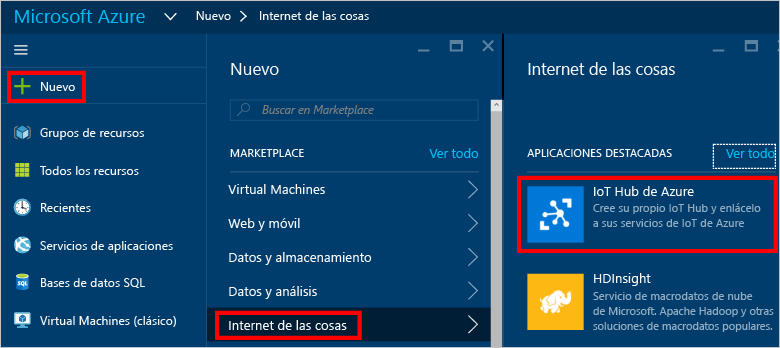 Microsoft Azure
Nuevo
Internet de las cosas
Nuevo
Grupos de recursos
Todos los recursos
Recientes
Servicios de aplicaciones
Bases de datos SQL
Virtual Machines (clásico)
Nuevo
Buscar en Marketplace
MARKETPLACE
Ver todo
Virtual Machines
Web y móvil
Datos y almacenamiento
Datos y análisis
Internet de las cosas
Internet de las cosas
APLICACIONES DESTACADAS
Ver todo
IoT Hub de Azure
Cree su propio IoT Hub y enlácelo
a sus servicios de IoT de Azure
HDInsight
Servicio de macrodatos de nube
de Microsoft. Apache Hadoop y otras
soluciones de macrodatos populares.